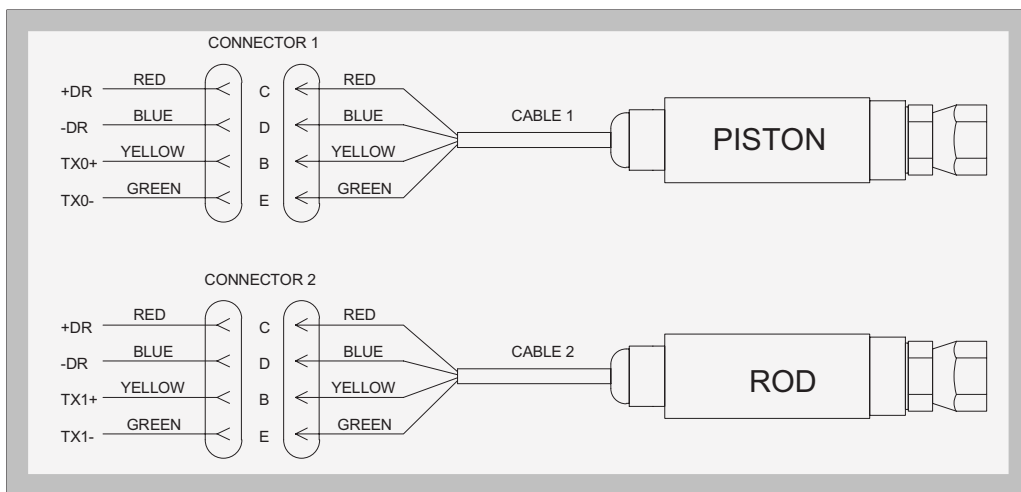 CONNECTOR 1
+DR RED C RED
-DR BLUE D BLUE CABLE 1 PISTON
TX0+ YELLOW B YELLOW
TX0- GREEN E GREEN
CONNECTOR 2
+DR RED C RED
-DR BLUE D BLUE CABLE 2 ROD
TX1+ YELLOW B YELLOW
TX1- GREEN E GREEN